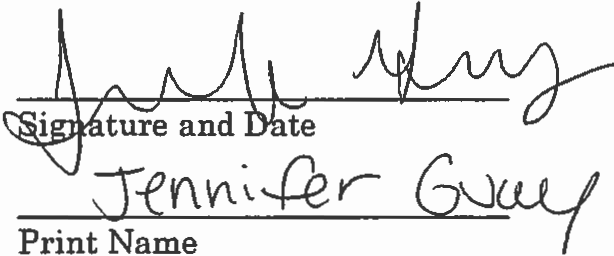 Signature and Date
Jennifer Gray
Print Name